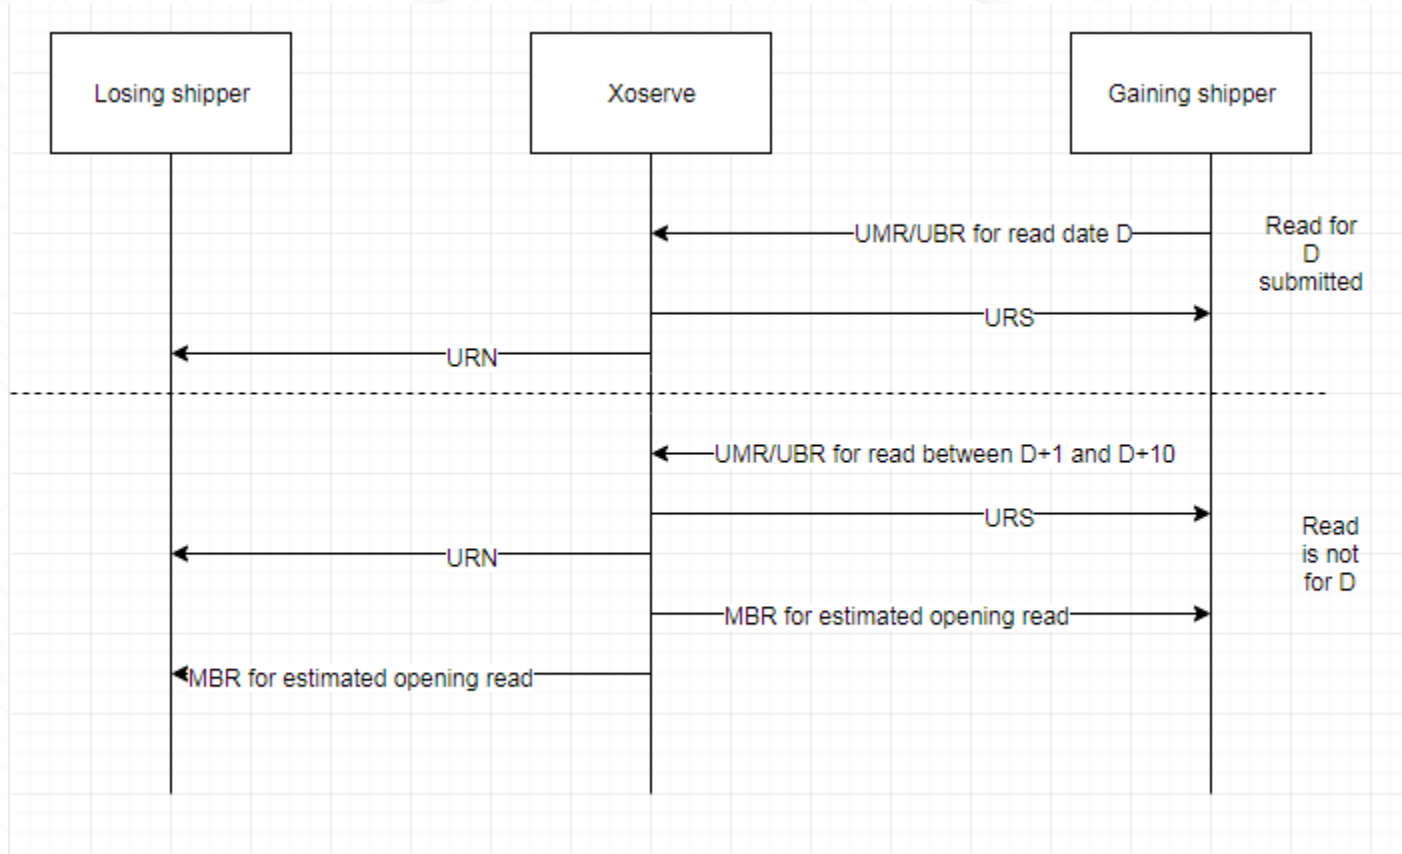 Losing shipper
Xoserve
Gaining shipper
UMR/UBR for read date D
Read for
D
submitted
URS
URN
UMR/UBR for read between D+1 and D+10
URS
URN
Read
is not
for D
MBR for estimated opening read
MBR for estimated opening read